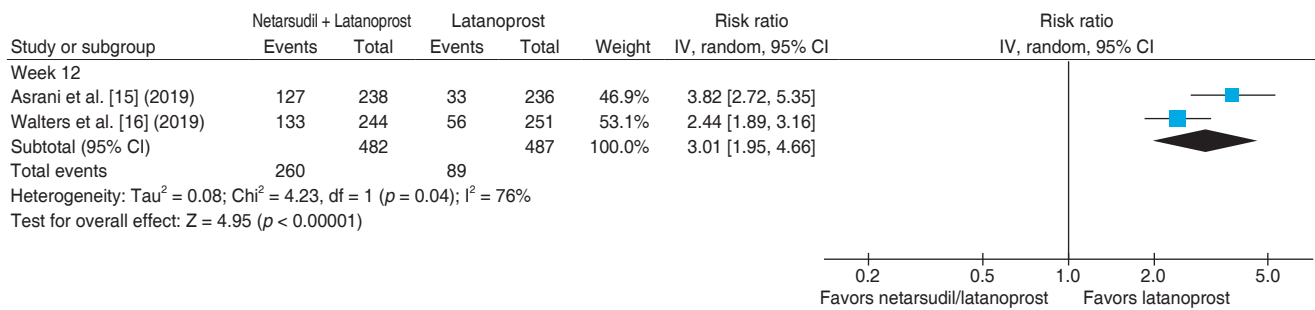 Netarsudil + Latanoprost Latanoprost Risk ratio Risk ratio
Study or subgroup Events Total Events Total Weight IV, random, 95% CI IV, random, 95% CI
Week 12
Asrani et al. [15] (2019) 127 238 33 236 46.9% 3.82 [2.72, 5.35]
Walters et al. [16] (2019) 133 244 56 251 53.1% 2.44 [1.89, 3.16]
Subtotal (95% CI) 482 487 100.0% 3.01 [1.95, 4.66]
Total events 260 89
Heterogeneity: Tau² = 0.08; Chi² = 4.23, df = 1 (p = 0.04); I² = 76%
Test for overall effect: Z = 4.95 (p < 0.00001)
0.2 0.5 1.0 2.0 5.0
Favors netarsudil/latanoprost Favors latanoprost